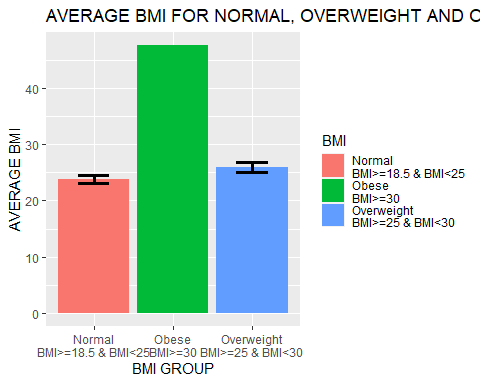 AVERAGE BMI FOR NORMAL, OVERWEIGHT AND O
AVERAGE BMI
40
30
20
10
0
Normal
BMI>=18.5 & BMI<25
Obese
BMI>=30
Overweight
BMI>=25 & BMI<30
BMI GROUP
BMI
Normal
BMI>=18.5 & BMI<25
Obese
BMI>=30
Overweight
BMI>=25 & BMI<30